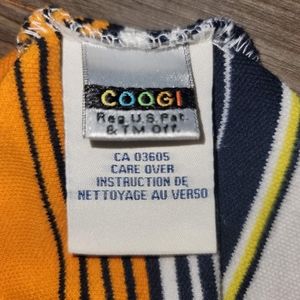 COOGI
Reg. U.S. Pat.
& TM Off.
CA 03605
CARE OVER
INSTRUCTION DE
NETTOYAGE AU VERSO